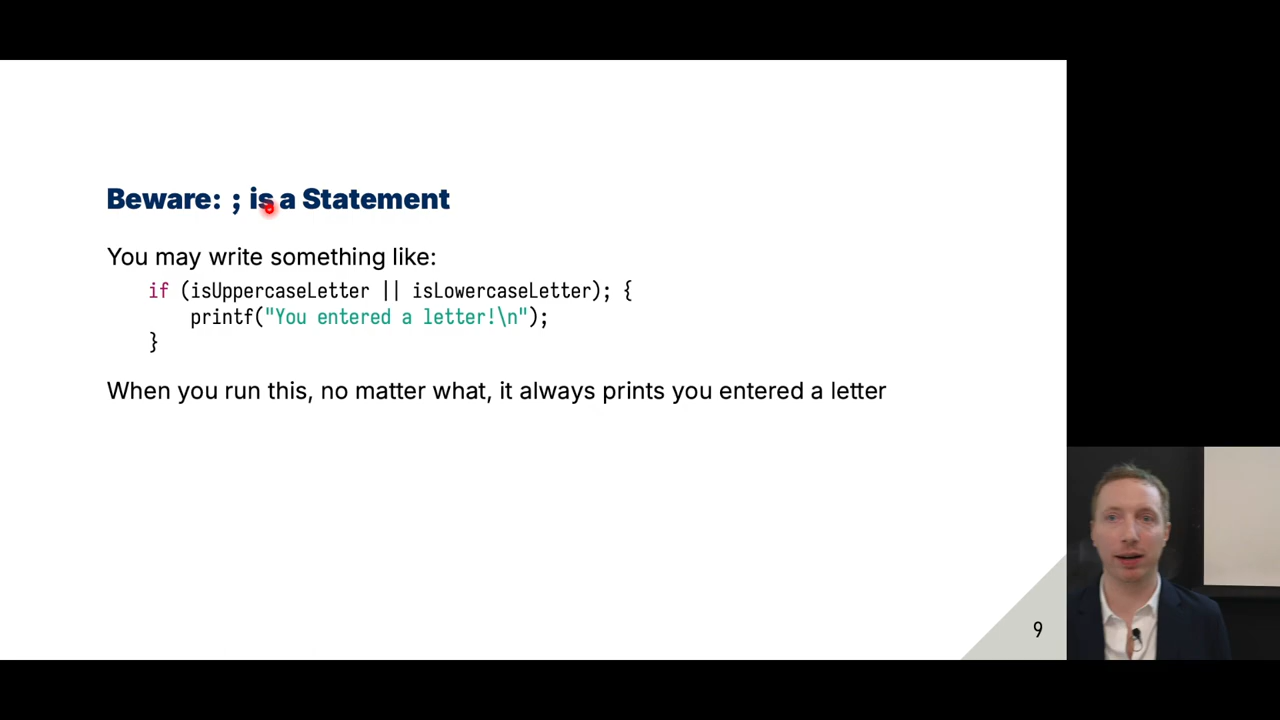 Beware: ; is a Statement
You may write something like:
if (isUppercaseLetter || isLowercaseLetter); {
printf("You entered a letter!\n");
}
When you run this, no matter what, it always prints you entered a letter
9